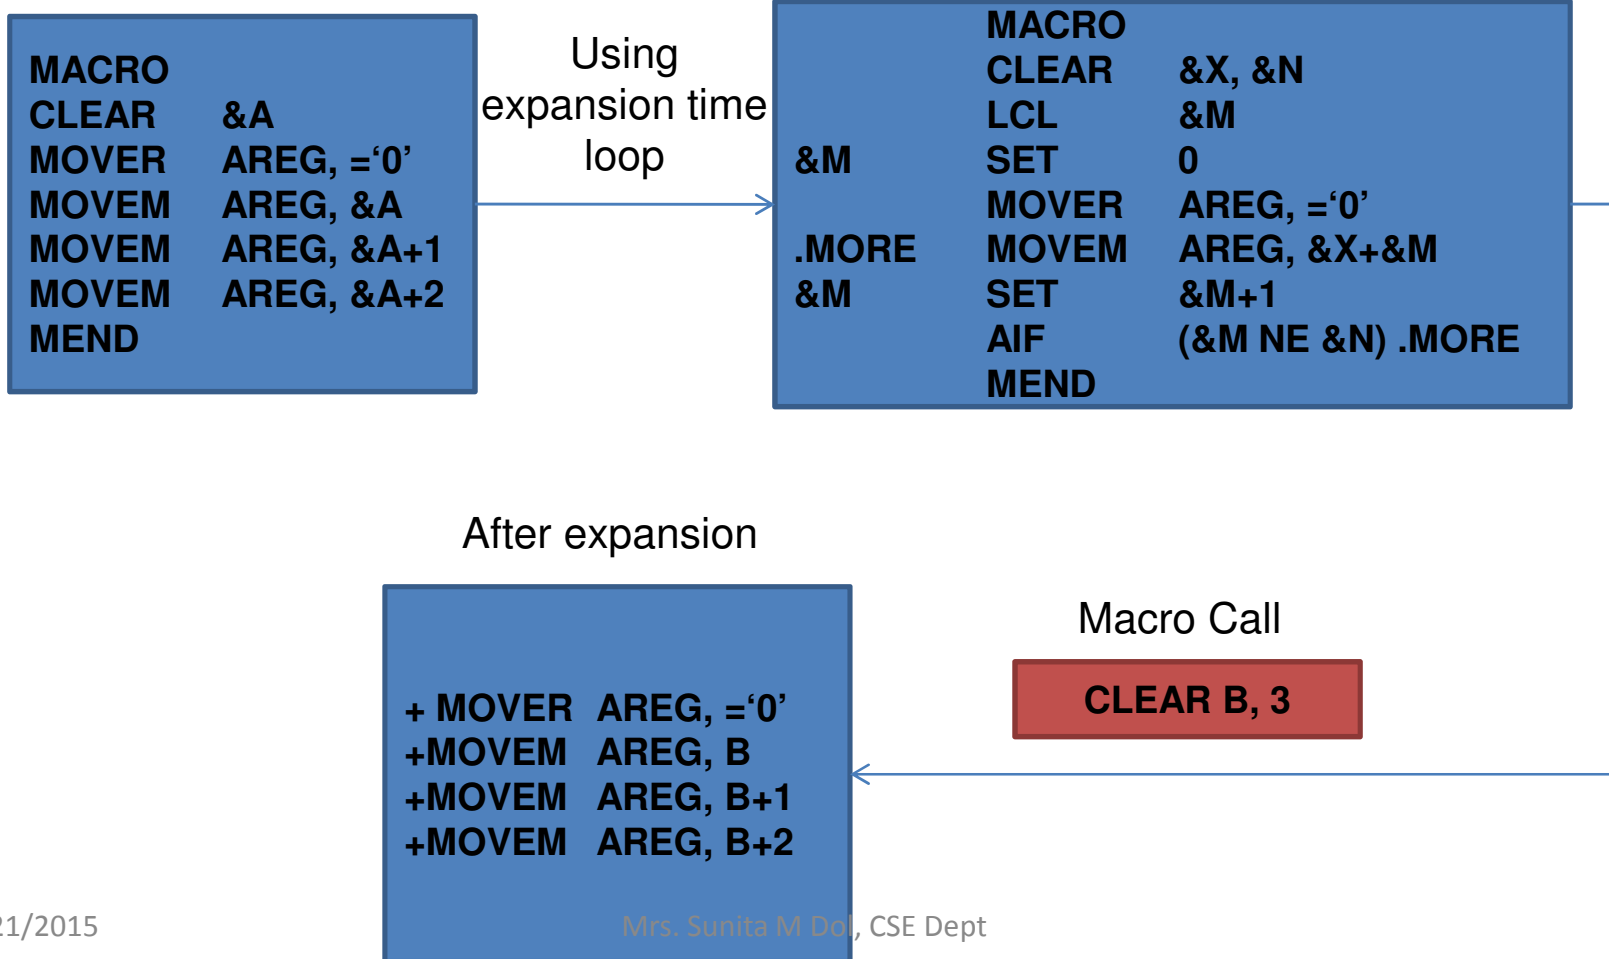 MACRO
CLEAR &A
MOVER AREG, =‘0’
MOVEM AREG, &A
MOVEM AREG, &A+1
MOVEM AREG, &A+2
MEND
Using
expansion time
loop
MACRO
CLEAR &X, &N
LCL &M
&M SET 0
MOVER AREG, =‘0’
.MORE MOVEM AREG, &X+&M
&M SET &M+1
AIF (&M NE &N) .MORE
MEND
After expansion
+ MOVER AREG, =‘0’
+MOVEM AREG, B
+MOVEM AREG, B+1
+MOVEM AREG, B+2
Macro Call
CLEAR B, 3
21/2015
Mrs. Sunita M Dol, CSE Dept